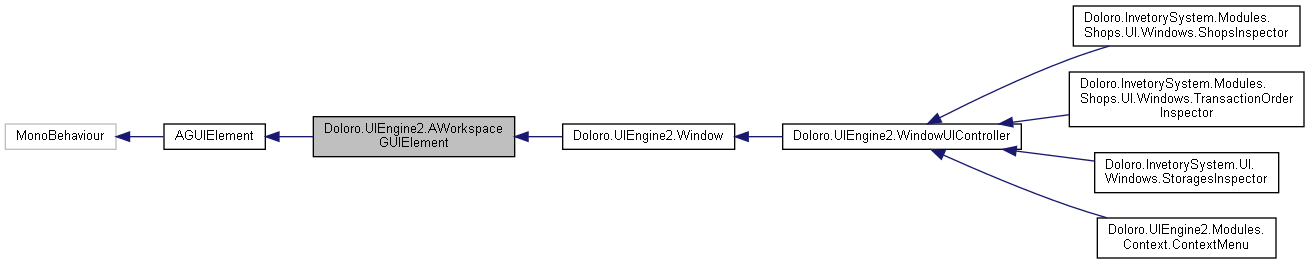 Doloro.InvetorySystem.Modules.
Shops.UI.Windows.ShopsInspector
Doloro.InvetorySystem.Modules.
Shops.UI.Windows.TransactionOrder
Inspector
MonoBehaviour
AGUIElement
Doloro.UIEngine2.AWorkspace
GUIElement
Doloro.UIEngine2.Window
Doloro.UIEngine2.WindowUIController
Doloro.InvetorySystem.UI.
Windows.StoragesInspector
Doloro.UIEngine2.Modules.
Context.ContextMenu